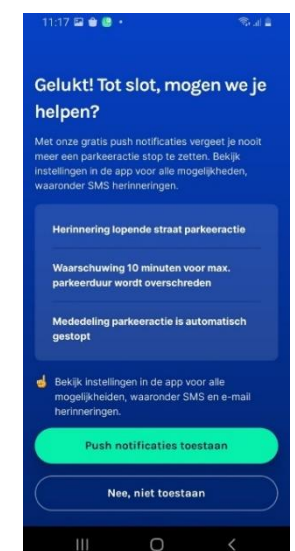 11:17
Gelukt! Tot slot, mogen we je
helpen?
Met onze gratis push notificaties vergeet je nooit
meer een parkeeractie stop te zetten. Bekijk
instellingen in de app voor alle mogelijkheden,
waaronder SMS herinneringen.
Herinnering lopende straat parkeeractie
Waarschuwing 10 minuten voor max.
parkeerduur wordt overschreden
Mededeling parkeeractie is automatisch
gestopt
Bekijk instellingen in de app voor alle
mogelijkheiden, waaronder SMS en e-mail
herinneringen.
Push notificaties toestaan
Nee, niet toestaan